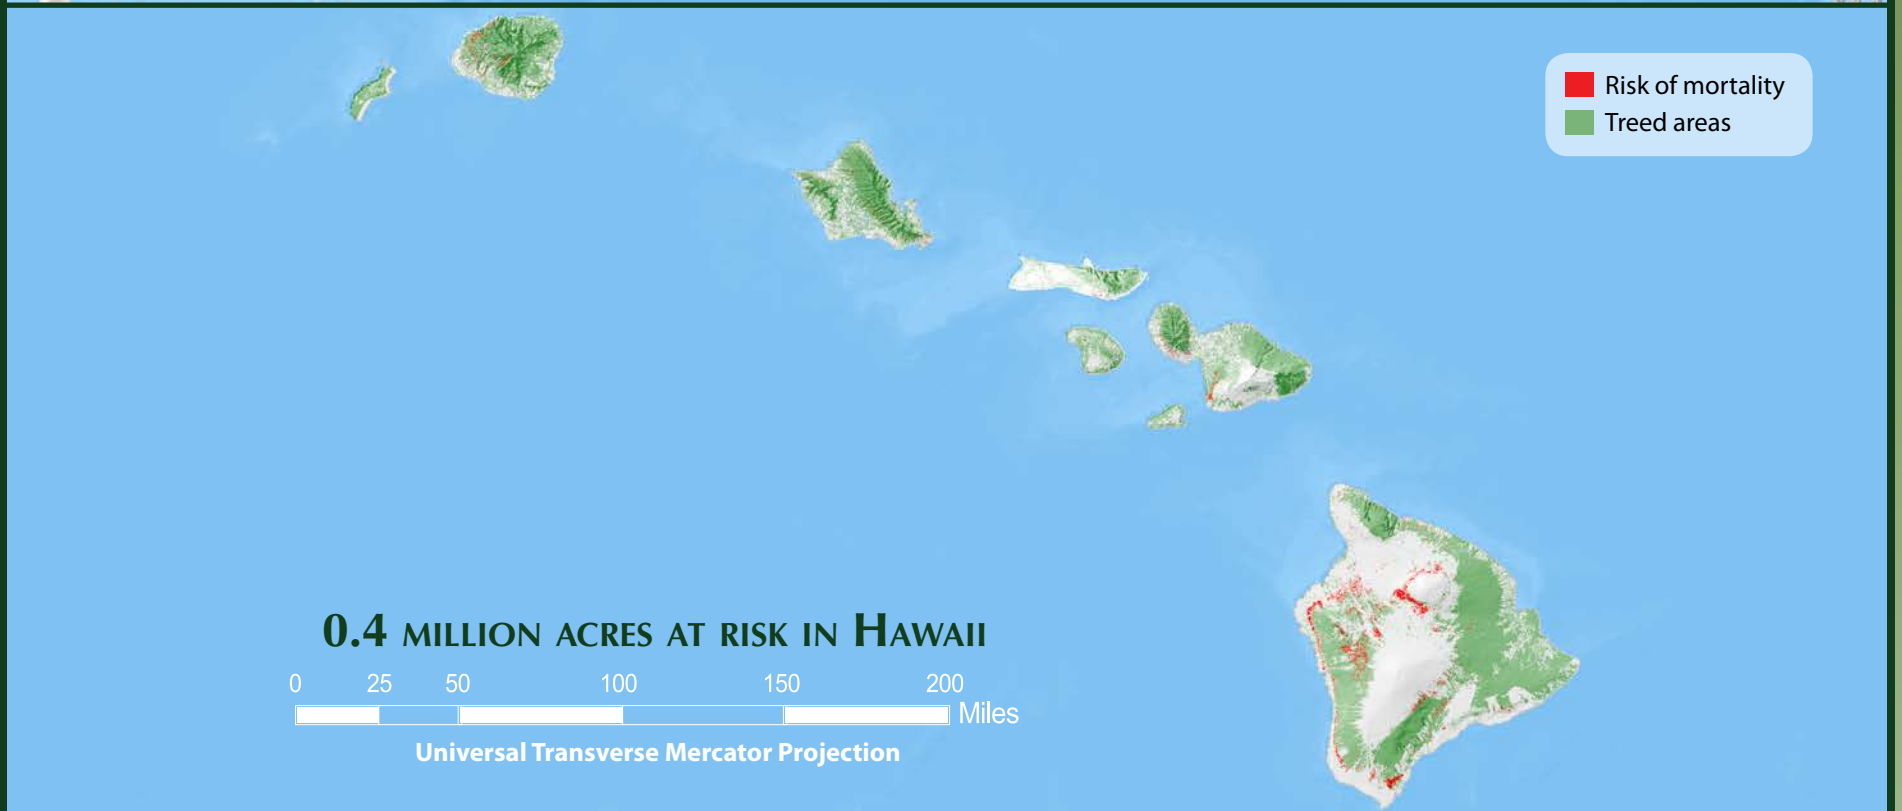 Risk of mortality
Treed areas
0.4 MILLION ACRES AT RISK IN HAWAII
0 25 50 100 150 200
Miles
Universal Transverse Mercator Projection